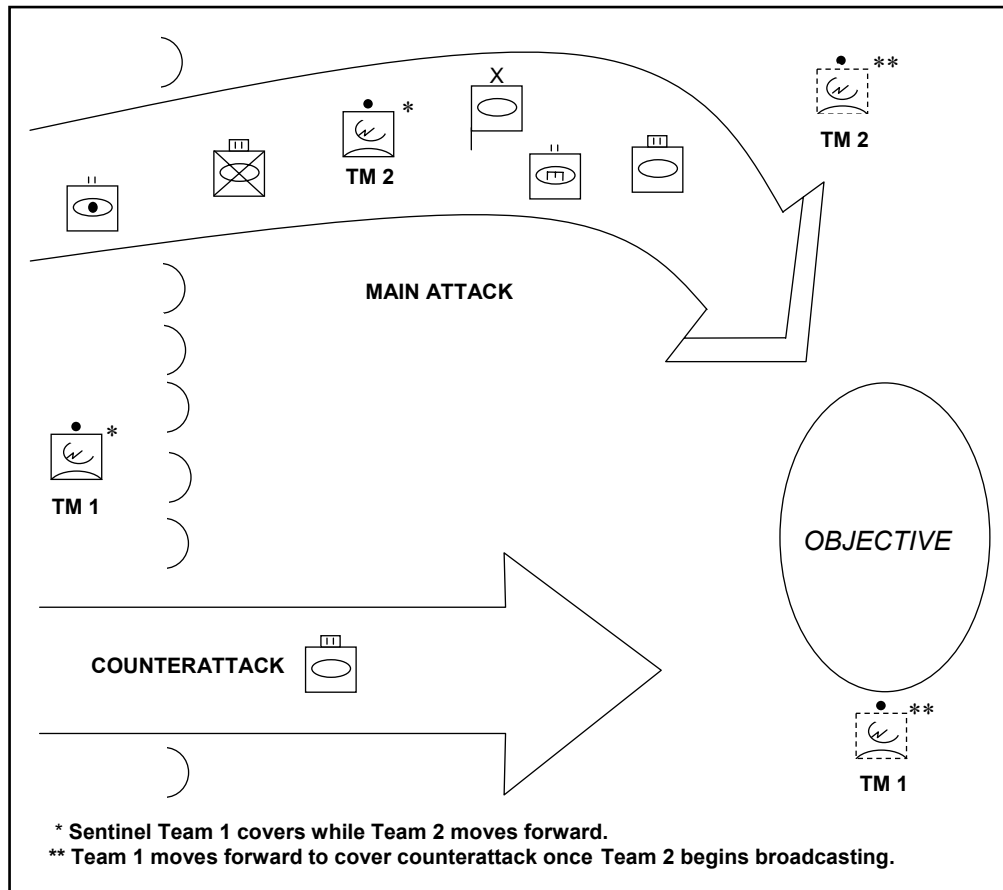 X
**
*
TM 2
TM 2
MAIN ATTACK
*
TM 1
OBJECTIVE
COUNTERATTACK
**
TM 1
* Sentinel Team 1 covers while Team 2 moves forward.
** Team 1 moves forward to cover counterattack once Team 2 begins broadcasting.